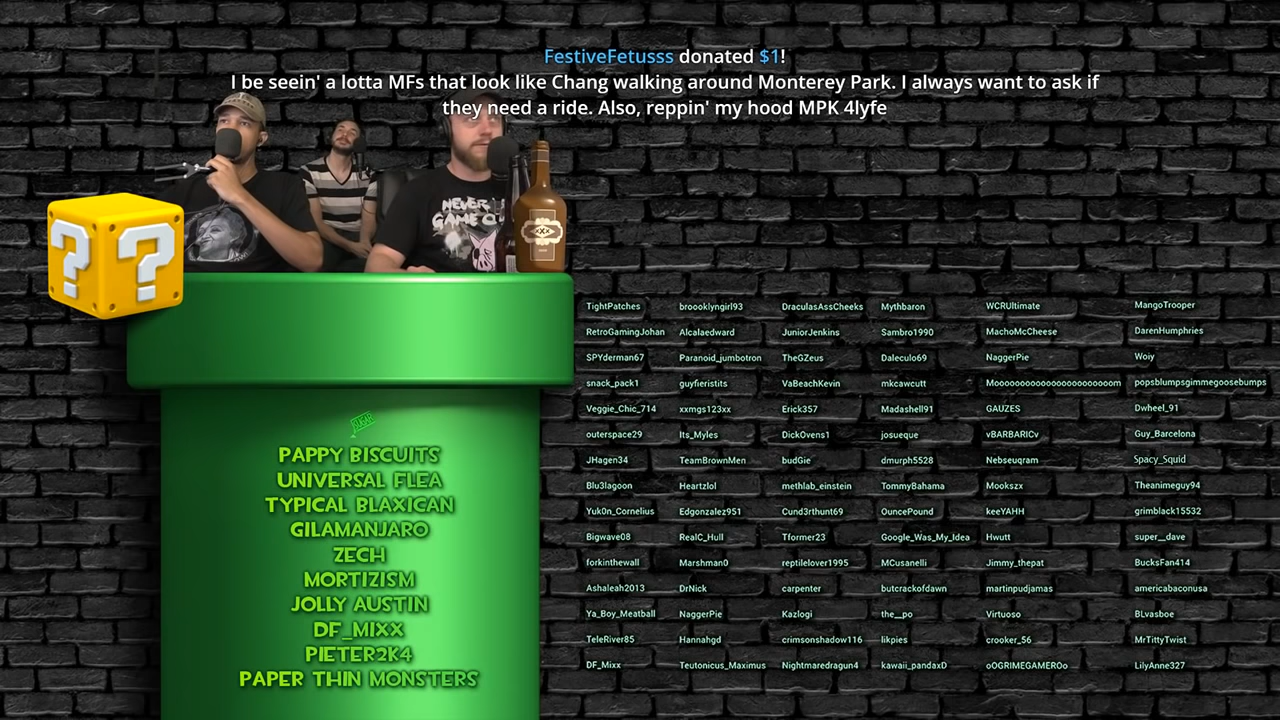 FestiveFetusss donated $1!
I be seein' a lotta MFs that look like Chang walking around Monterey Park. I always want to ask if
they need a ride. Also, reppin' my hood MPK 4lyfe
? ?
NEVER
GAME
XXX
SUGAR
PAPPY BISCUITS
UNIVERSAL FLEA
TYPICAL BLAXICAN
GILAMANJARO
ZECH
MORTIZISM
JOLLY AUSTIN
DF_MIXX
PIETER2K4
PAPER THIN MONSTERS
TightPatches broooklyngirl93 DraculasAssCheeks Mythbaron WCRUltimate MangoTrooper
RetroGamingJohan Alcalaedward JuniorJenkins Sambro1990 MachoMcCheese DarenHumphries
SPYderman67 Paranoid_jumbotron TheGZeus Daleculo69 NaggerPie Woiy
snack_pack1 guyfieristits VaBeachKevin mkcawcutt Mooooooooooooooooooooooom popsblumpsgimmegoosebumps
Veggie_Chic_714 xxmgs123xx Erick357 Madashell91 GAUZES Dwheel_91
outerspace29 Its_Myles DickOvens1 josueque vBARBARICv Guy_Barcelona
JHagen34 TeamBrownMen budGie dmurph5528 Nebseuqram Spacy_Squid
Blu3lagoon Heartzlol methlab_einstein TommyBahama Mookszx Theanimeguy94
Yuk0n_Cornelius Edgonzalez951 Cund3rthunt69 OuncePound keeYAHH grimblack15532
Bigwave08 RealC_Hull Tformer23 Google_Was_My_Idea Hwutt super__dave
forkinthewall Marshman0 reptilelover1995 MCusanelli Jimmy_thepat BucksFan414
Ashaleah2013 DrNick carpenter butcrackofdawn martinpudjamas americabaconusa
Ya_Boy_Meatball NaggerPie Kazlogi the__po Virtuoso BLvasboe
TeleRiver85 Hannahgd crimsonshadow116 likpies crooker_56 MrTittyTwist
DF_Mixx Teutonicus_Maximus Nightmaredragun4 kawaii_pandaxD oOGRIMEGAMEROo LilyAnne327